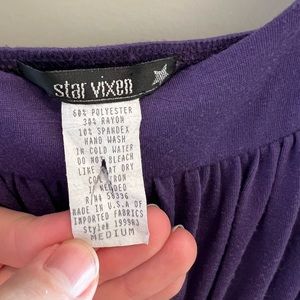 star vixen
60% POLYESTER
30% RAYON
10% SPANDEX
HAND WASH
IN COLD WATER
DO NOT BLEACH
LINE DRY
IRON
NEEDED
RN# 58336
MADE IN U.S.A OF
IMPORTED FABRICS
Style#
MEDIUM